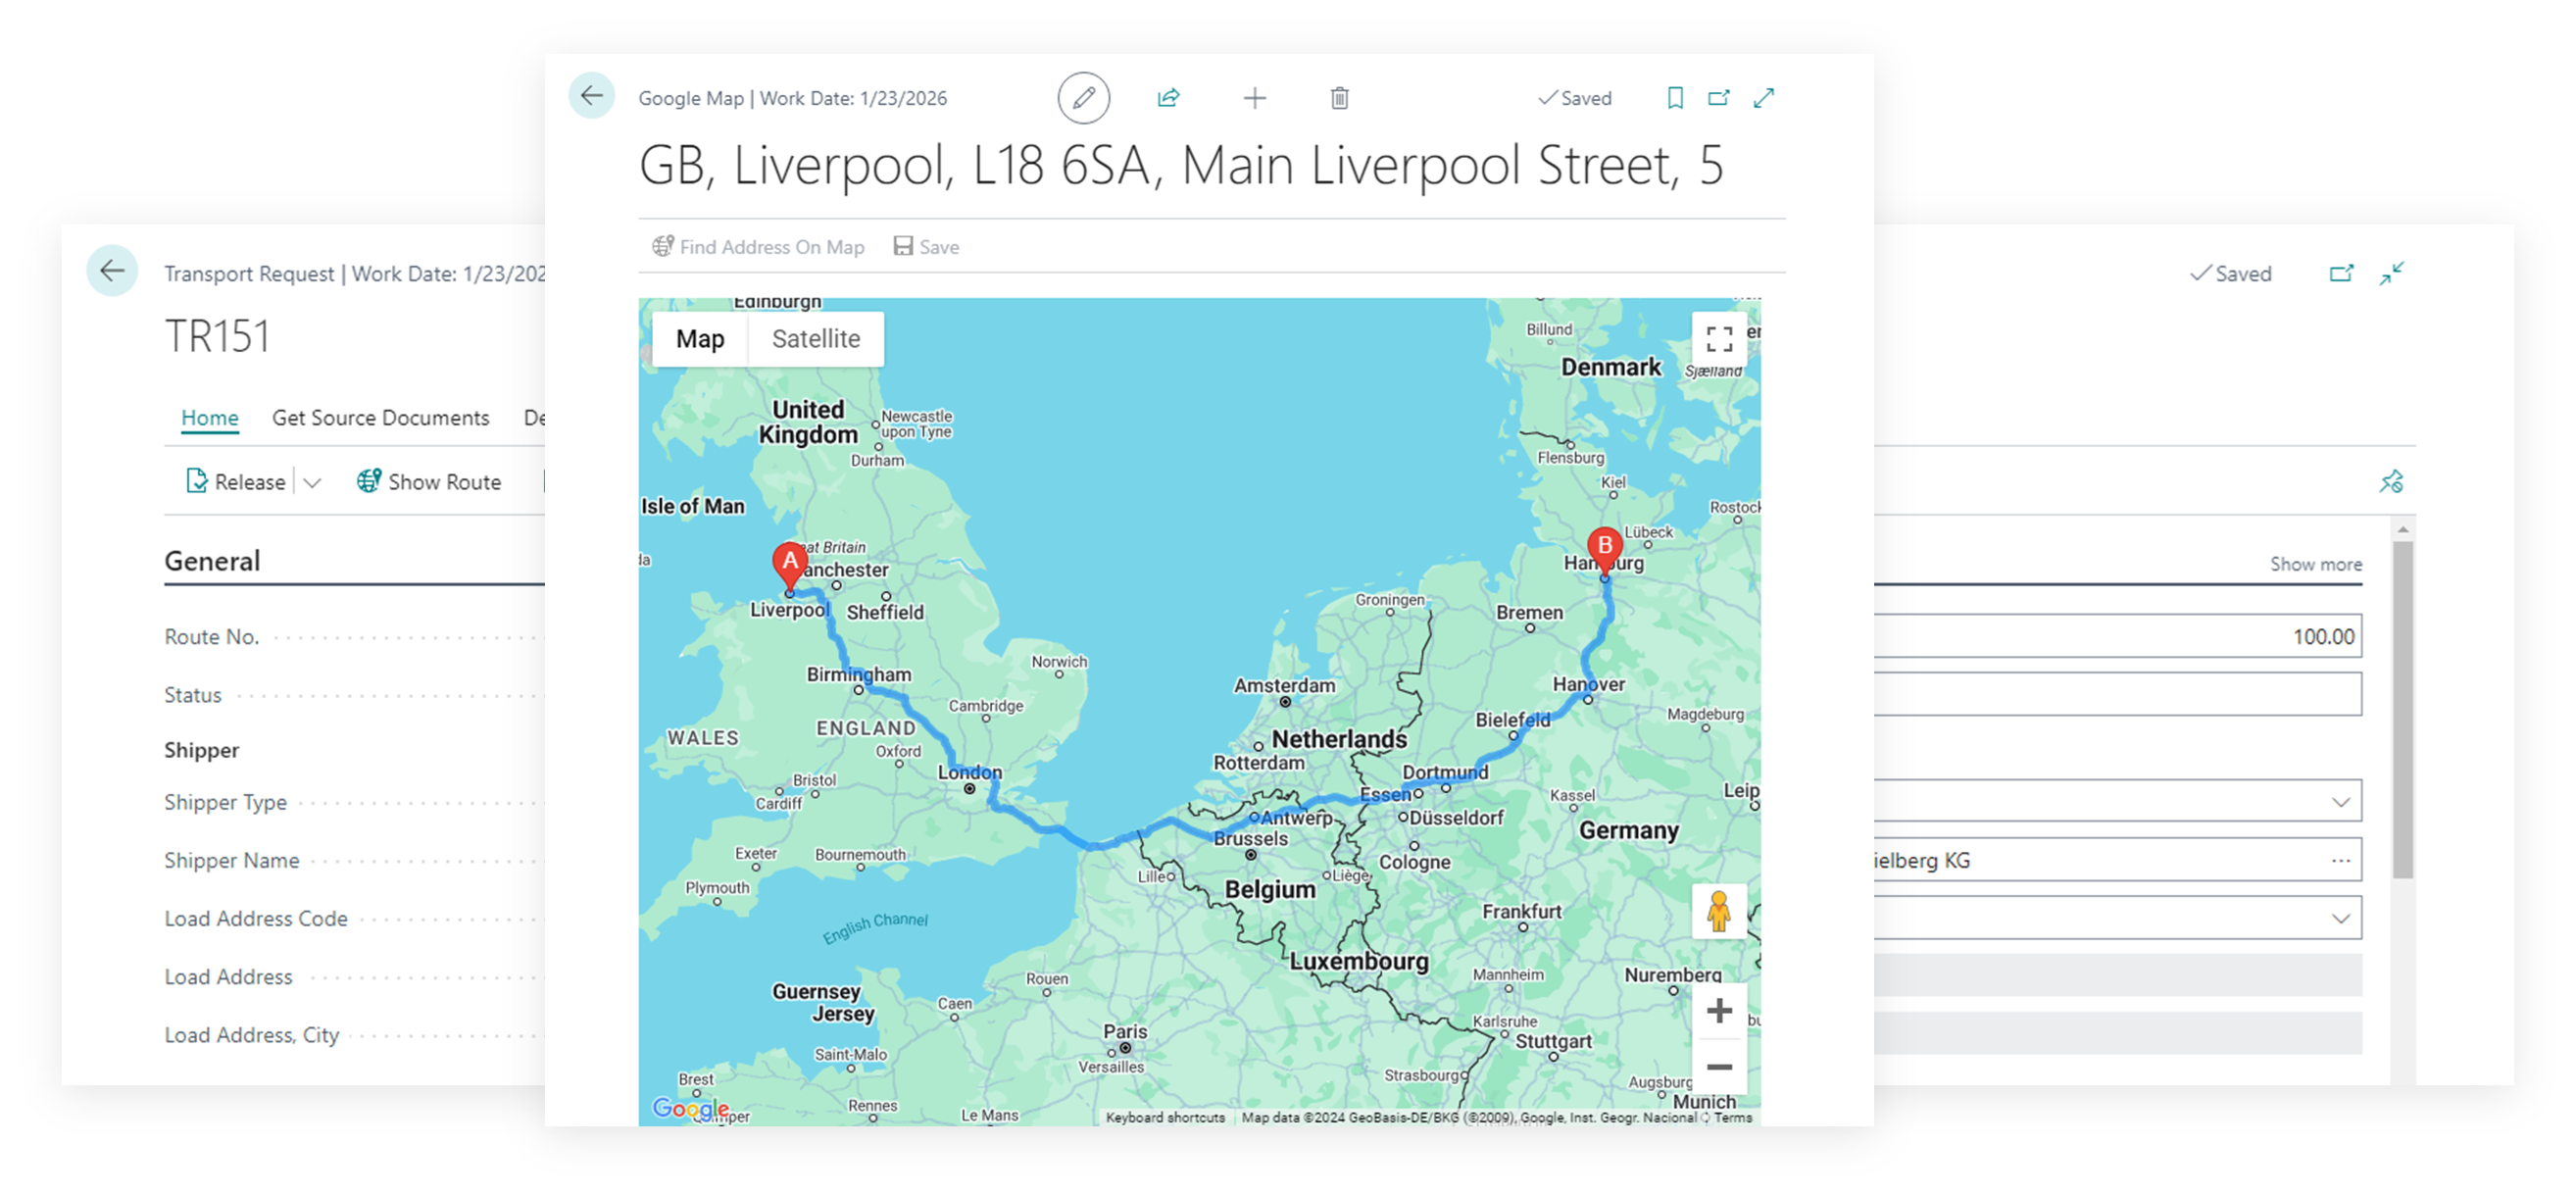 Google Map | Work Date: 1/23/2026
Saved
GB, Liverpool, L18 6SA, Main Liverpool Street, 5
Find Address On Map
Save
Transport Request | Work Date: 1/23/202
TR151
Home
Get Source Documents
De
Release
Show Route
General
Route No.
Status
Shipper
Shipper Type
Shipper Name
Load Address Code
Load Address
Load Address, City
Edinburgh
Map
Satellite
Billund
Denmark
Sjælland
United
Kingdom
Newcastle
upon Tyne
Durham
Flensburg
Kiel
Isle of Man
Rostock
Lübeck
A
B
eat Britain
anchester
Hamburg
Liverpool
Sheffield
Groningen
Bremen
Norwich
Birmingham
Amsterdam
Hanover
Cambridge
Bielefeld
Magdeburg
ENGLAND
WALES
Oxford
Netherlands
Rotterdam
London
Dortmund
Bristol
Cardiff
Essen
Kassel
Leip
Antwerp
Düsseldorf
Germany
Brussels
Exeter
Bournemouth
Cologne
Lille
Liège
Plymouth
Belgium
English Channel
Frankfurt
Luxembourg
Rouen
Mannheim
Nuremberg
Guernsey
Jersey
Caen
Karlsruhe
Paris
Stuttgart
Saint-Malo
Versailles
Strasbourg
Brest
Augsburg
Munich
Rennes
Le Mans
Google
Keyboard shortcuts
Map data ©2024 GeoBasis-DE/BKG (©2009), Google, Inst. Geogr. Nacional
Terms
Saved
Show more
100.00
ielberg KG